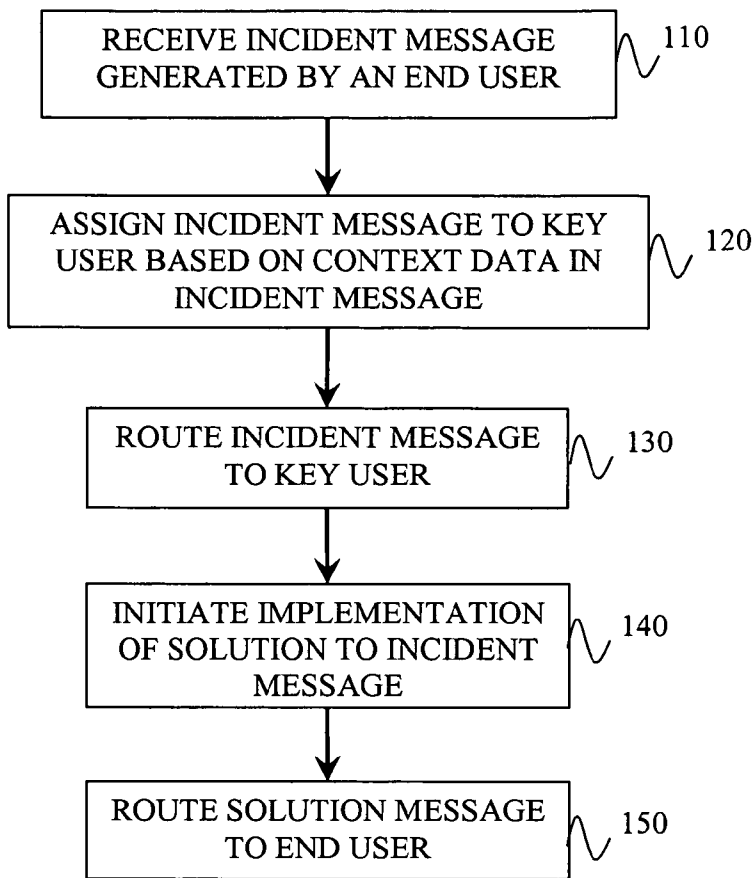 RECEIVE INCIDENT MESSAGE
GENERATED BY AN END USER
110
ASSIGN INCIDENT MESSAGE TO KEY
USER BASED ON CONTEXT DATA IN
INCIDENT MESSAGE
120
ROUTE INCIDENT MESSAGE
TO KEY USER
130
INITIATE IMPLEMENTATION
OF SOLUTION TO INCIDENT
MESSAGE
140
ROUTE SOLUTION MESSAGE
TO END USER
150